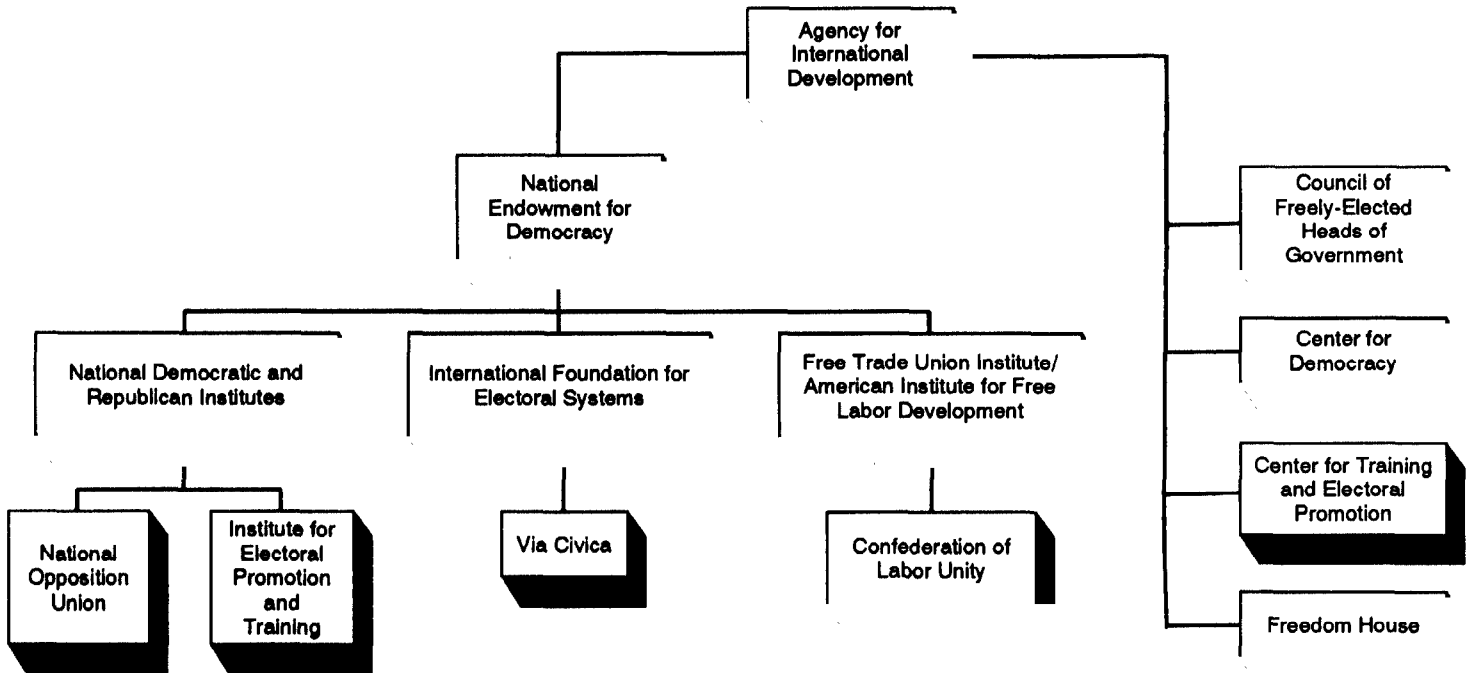 Agency for
International
Development
National
Endowment for
Democracy
Council of
Freely-Elected
Heads of
Government
National Democratic and
Republican Institutes
International Foundation for
Electoral Systems
Free Trade Union Institute/
American Institute for Free
Labor Development
Center for
Democracy
Center for Training
and Electoral
Promotion
National
Opposition
Union
Institute for
Electoral
Promotion
and
Training
Via Civica
Confederation of
Labor Unity
Freedom House